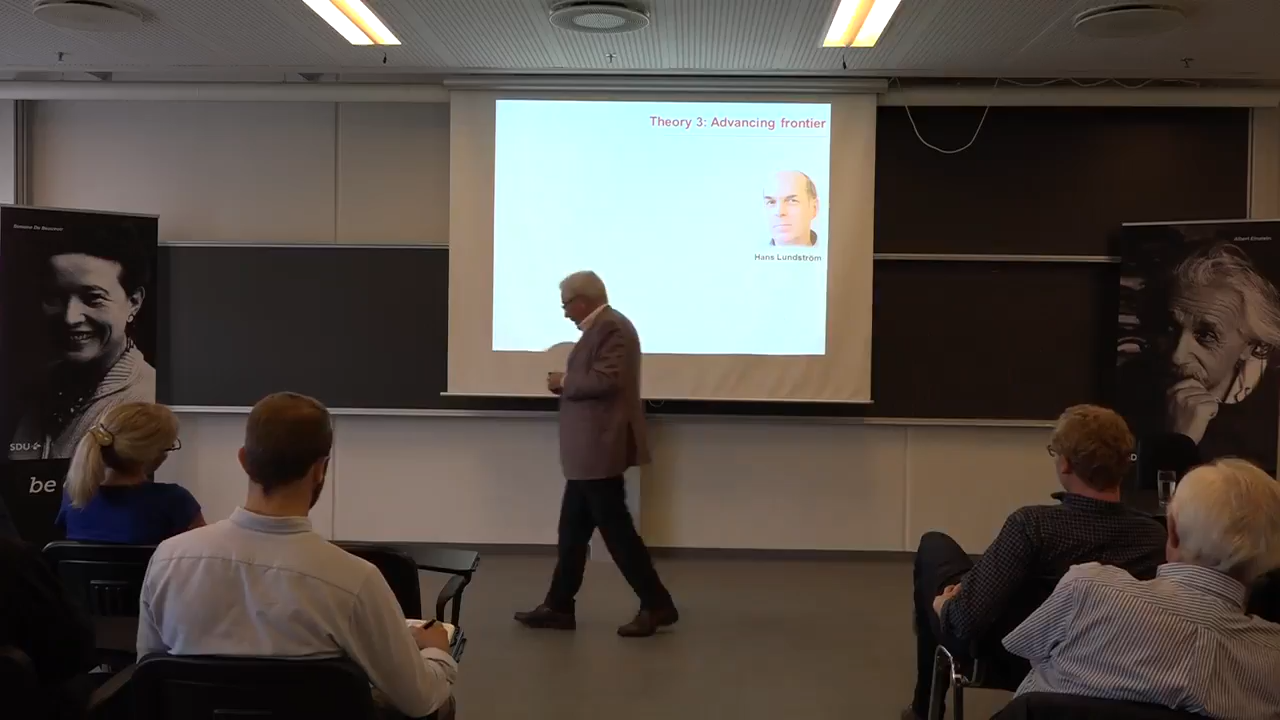 Theory 3: Advancing frontier
Hans Lundström
Simone De Beauvoir
Albert Einstein
SDU
be